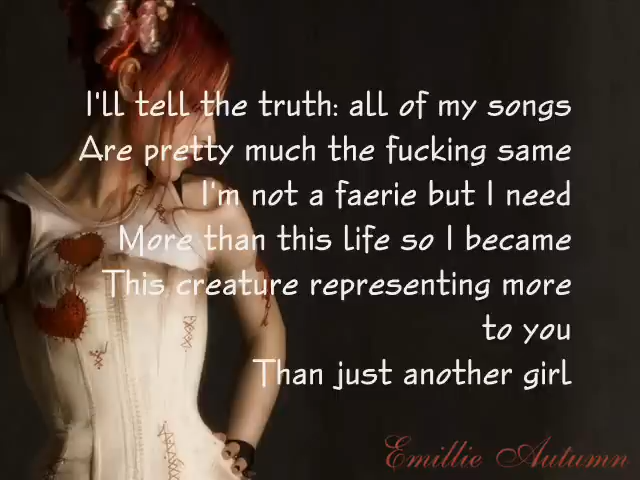 I'll tell the truth: all of my songs
Are pretty much the fucking same
I'm not a faerie but I need
More than this life so I became
This creature representing more
to you
Than just another girl
Emillie Autumn